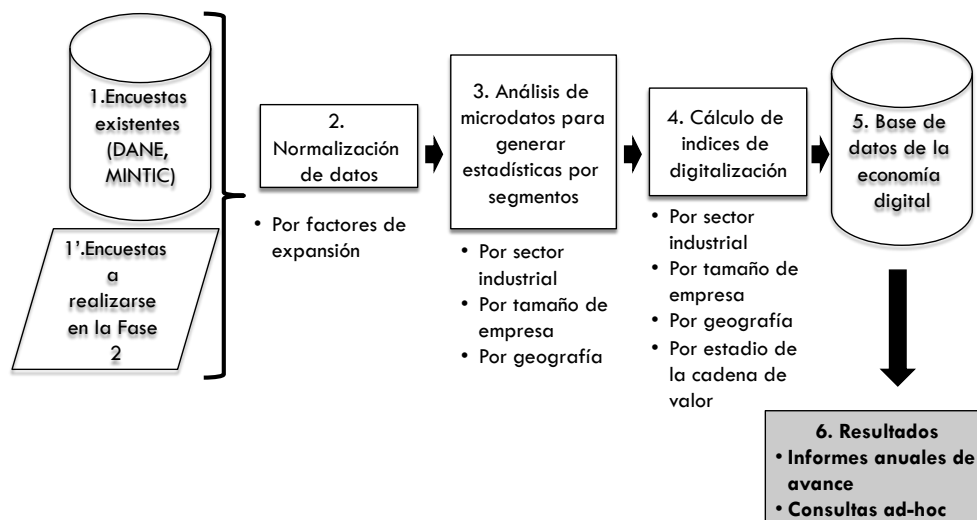 1.Encuestas
existentes
(DANE,
MINTIC)
1'.Encuestas
a
realizarse
en la Fase
2
2.
Normalización
de datos
• Por factores de
expansión
3. Análisis de
microdatos para
generar
estadísticas por
segmentos
• Por sector
industrial
• Por tamaño de
empresa
• Por geografía
4. Cálculo de
indices de
digitalización
• Por sector
industrial
• Por tamaño de
empresa
• Por geografía
• Por estadio de
la cadena de
valor
5. Base de
datos de la
economía
digital
6. Resultados
• Informes anuales de
avance
• Consultas ad-hoc